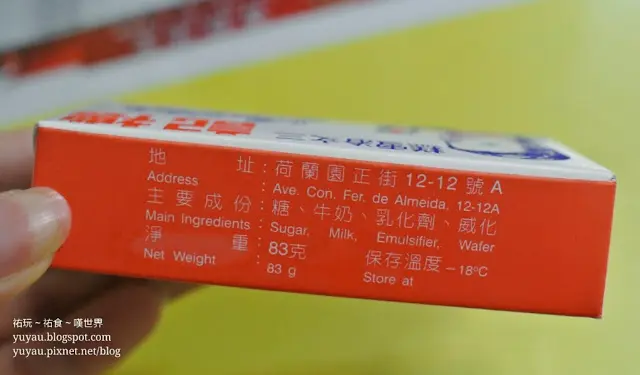 地 址：荷蘭園正街 12-12 號 A
Address : Ave. Con. Fer. de Almeida, 12-12A
主要成份：糖、牛奶、乳化劑、威化
Main Ingredients : Sugar, Milk, Emulsifier, Wafer
淨 重：83克 保存溫度 －18°C
Net Weight : 83 g Store at
祐玩～祐食～嘆世界
yuyau.blogspot.com
yuyau.pixnet.net/blog